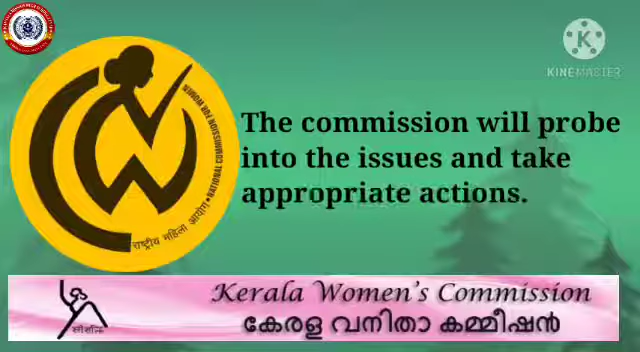 KINEMASTER
NATIONAL COMMISSION FOR WOMEN
राष्ट्रीय महिला आयोग
The commission will probe
into the issues and take
appropriate actions.
Kerala Women's Commission
കേരള വനിതാ കമ്മീഷൻ